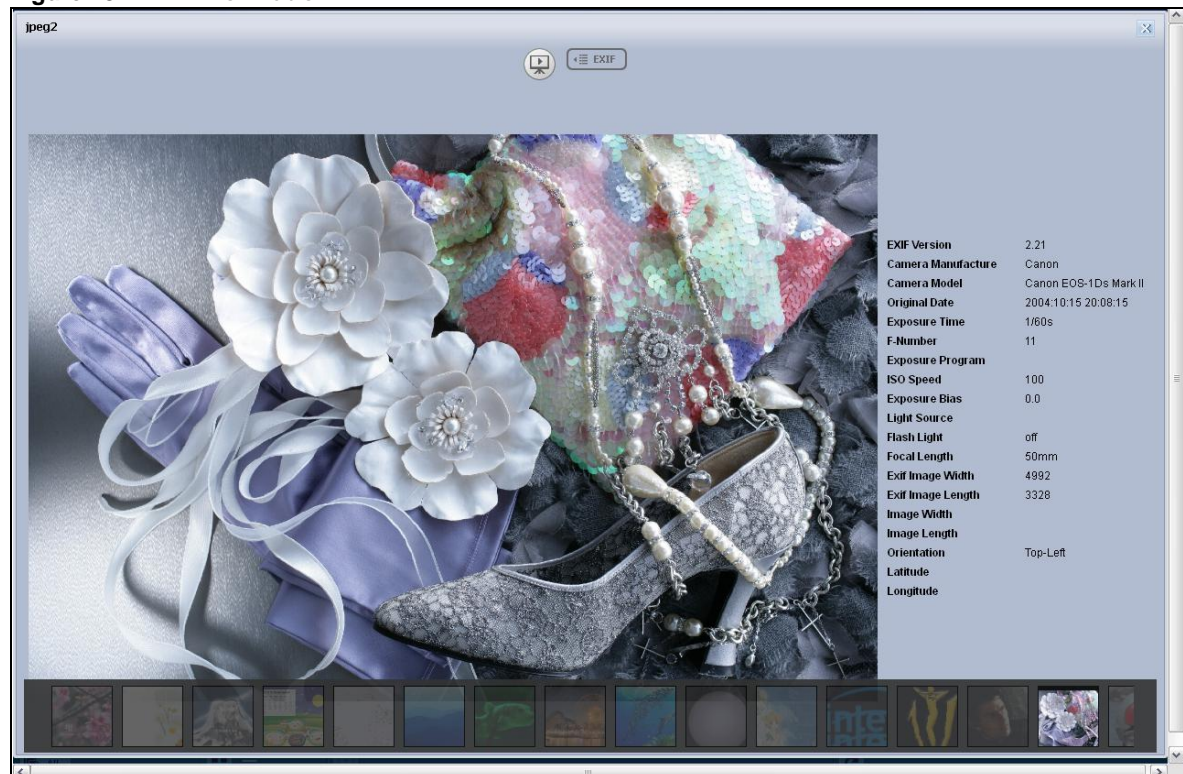 jpeg2
EXIF
EXIF Version 2.21
Camera Manufacture Canon
Camera Model Canon EOS-1Ds Mark II
Original Date 2004:10:15 20:08:15
Exposure Time 1/60s
F-Number 11
Exposure Program
ISO Speed 100
Exposure Bias 0.0
Light Source
Flash Light off
Focal Length 50mm
Exif Image Width 4992
Exif Image Length 3328
Image Width
Image Length
Orientation Top-Left
Latitude
Longitude